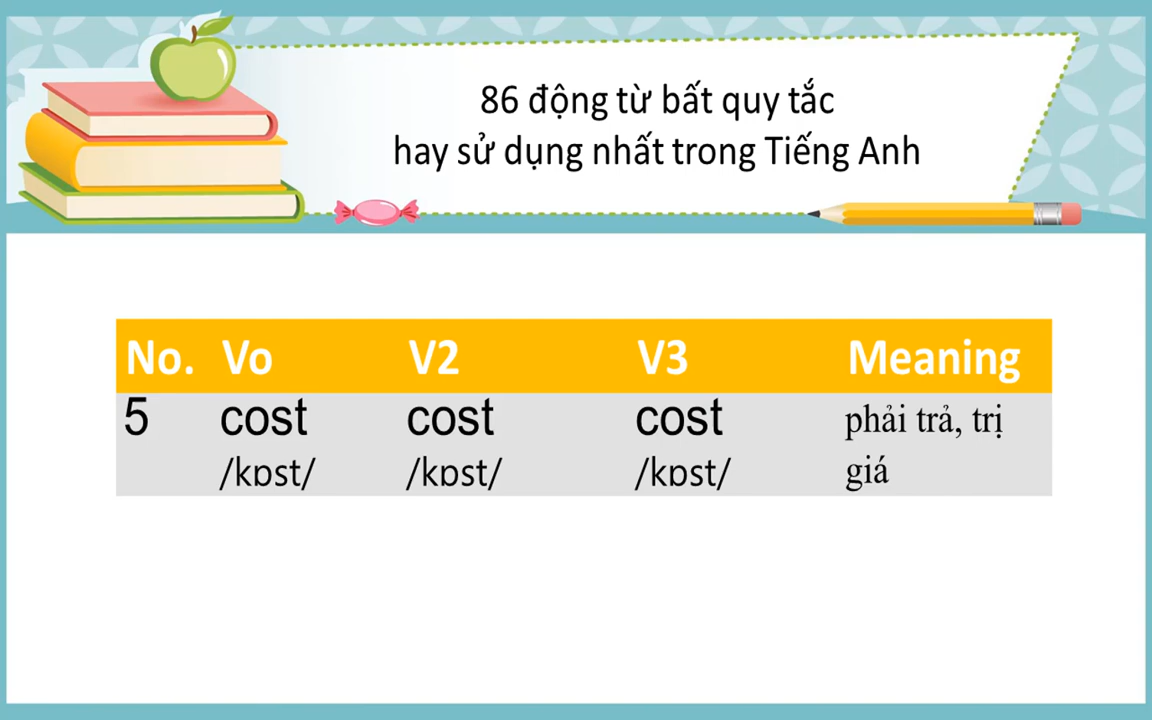 86 động từ bất quy tắc
hay sử dụng nhất trong Tiếng Anh
No. Vo V2 V3 Meaning
5 cost cost cost phải trả, trị
/kɒst/ /kɒst/ /kɒst/ giá